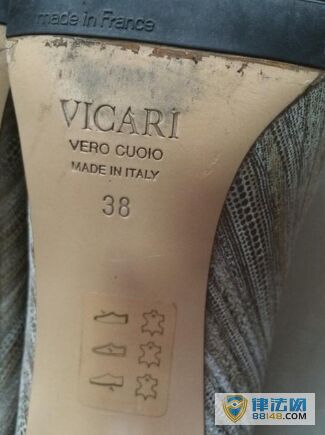 made in France
VICARI
VERO CUOIO
MADE IN ITALY
38
律法网
88148.com